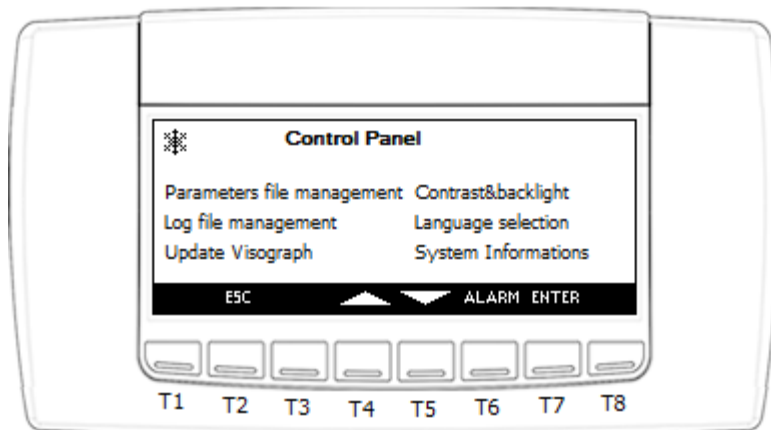 Control Panel
Parameters file management Contrast&backlight
Log file management Language selection
Update Visograph System Informations
ESC ALARM ENTER
T1 T2 T3 T4 T5 T6 T7 T8